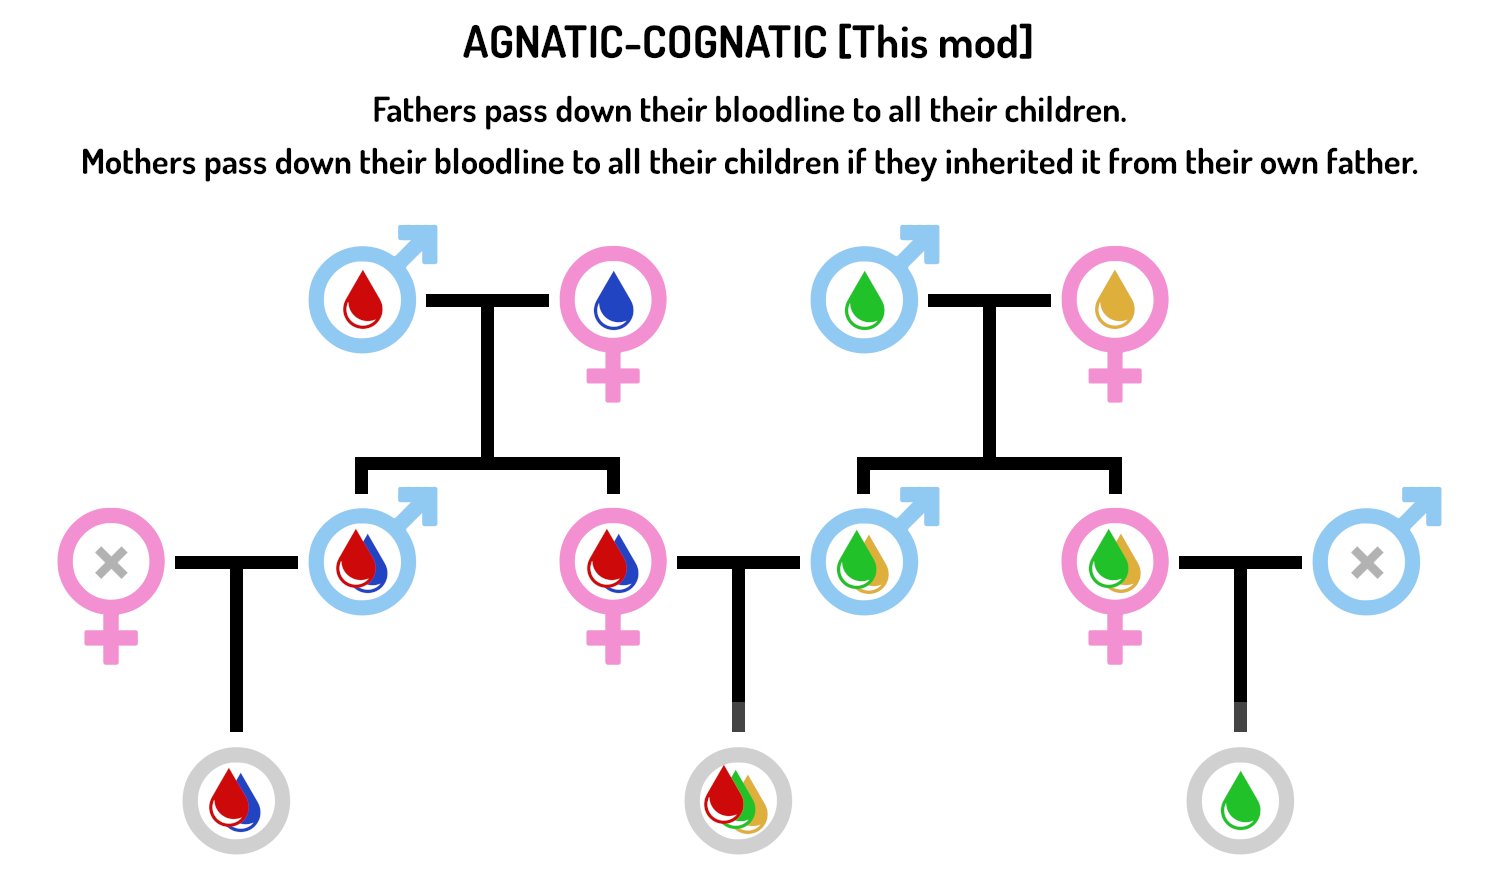 AGNATIC-COGNATIC [This mod]
Fathers pass down their bloodline to all their children.
Mothers pass down their bloodline to all their children if they inherited it from their own father.